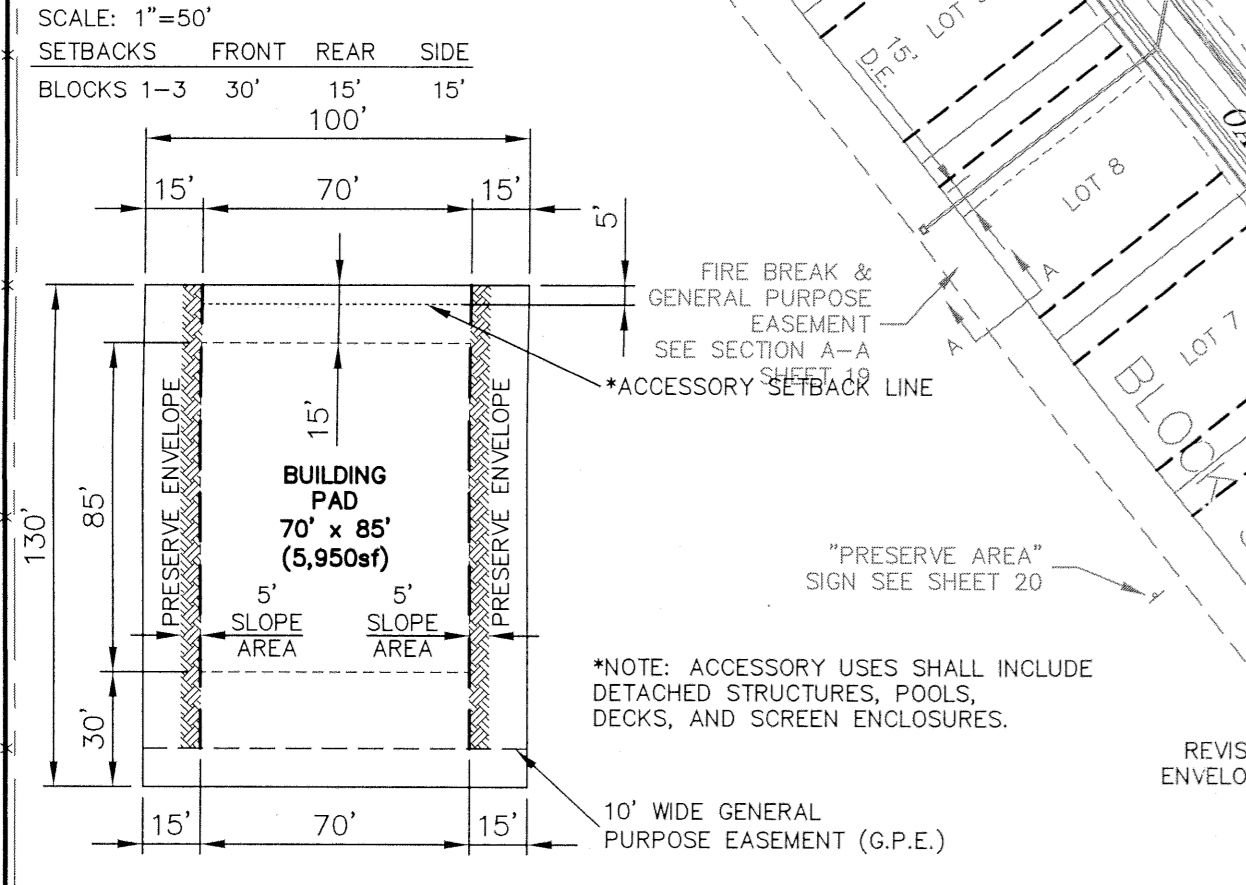 SCALE: 1"=50'
SETBACKS FRONT REAR SIDE
BLOCKS 1-3 30' 15' 15'
100'
15' 70' 15'
5'
15'
130'
85'
30'
PRESERVE ENVELOPE
PRESERVE ENVELOPE
BUILDING
PAD
70' x 85'
(5,950sf)
5'
SLOPE
AREA
5'
SLOPE
AREA
15' 70' 15'
FIRE BREAK &
GENERAL PURPOSE
EASEMENT
SEE SECTION A-A
SHEET 19
*ACCESSORY SETBACK LINE
"PRESERVE AREA"
SIGN SEE SHEET 20
*NOTE: ACCESSORY USES SHALL INCLUDE
DETACHED STRUCTURES, POOLS,
DECKS, AND SCREEN ENCLOSURES.
10' WIDE GENERAL
PURPOSE EASEMENT (G.P.E.)
15'
D.E.
LOT
LOT 8
A
A
LOT 7
BLOCK
REVIS
ENVELO